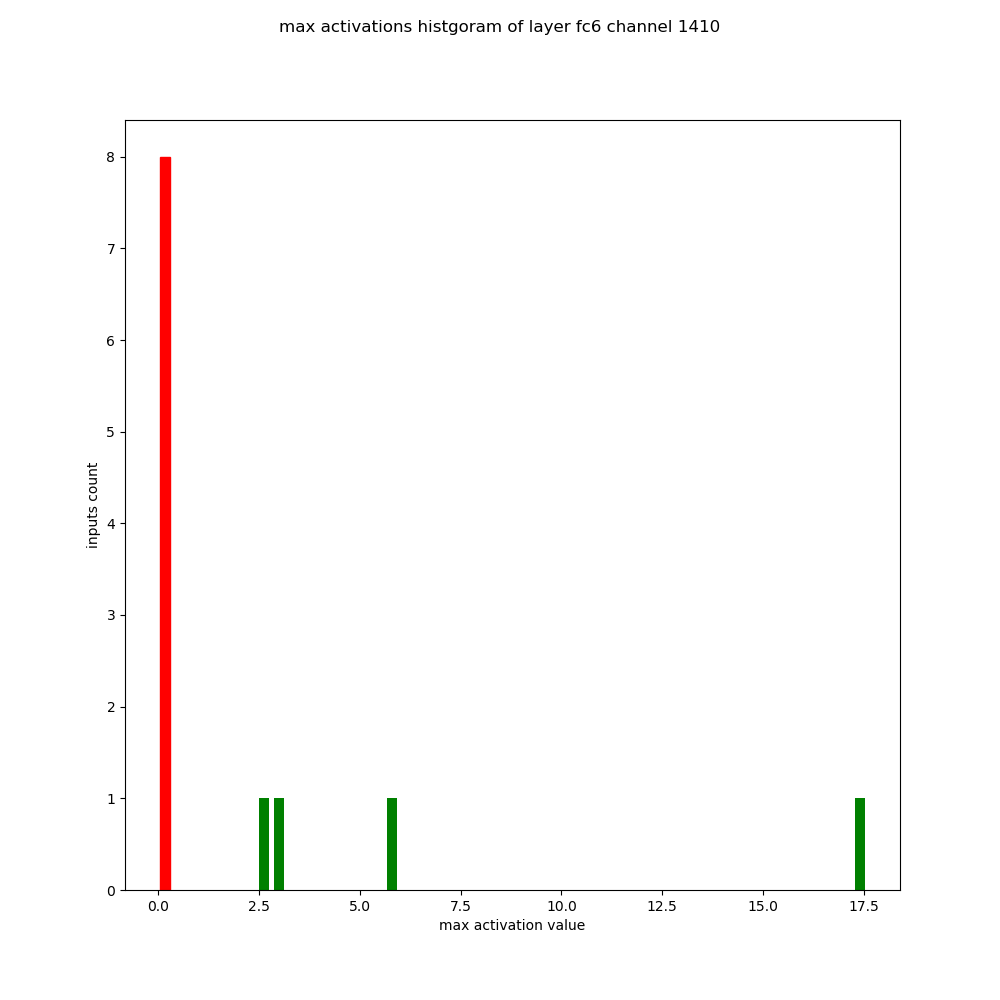 max activations histgoram of layer fc6 channel 1410
8
7
6
5
4
3
2
1
0
inputs count
0.0 2.5 5.0 7.5 10.0 12.5 15.0 17.5
max activation value